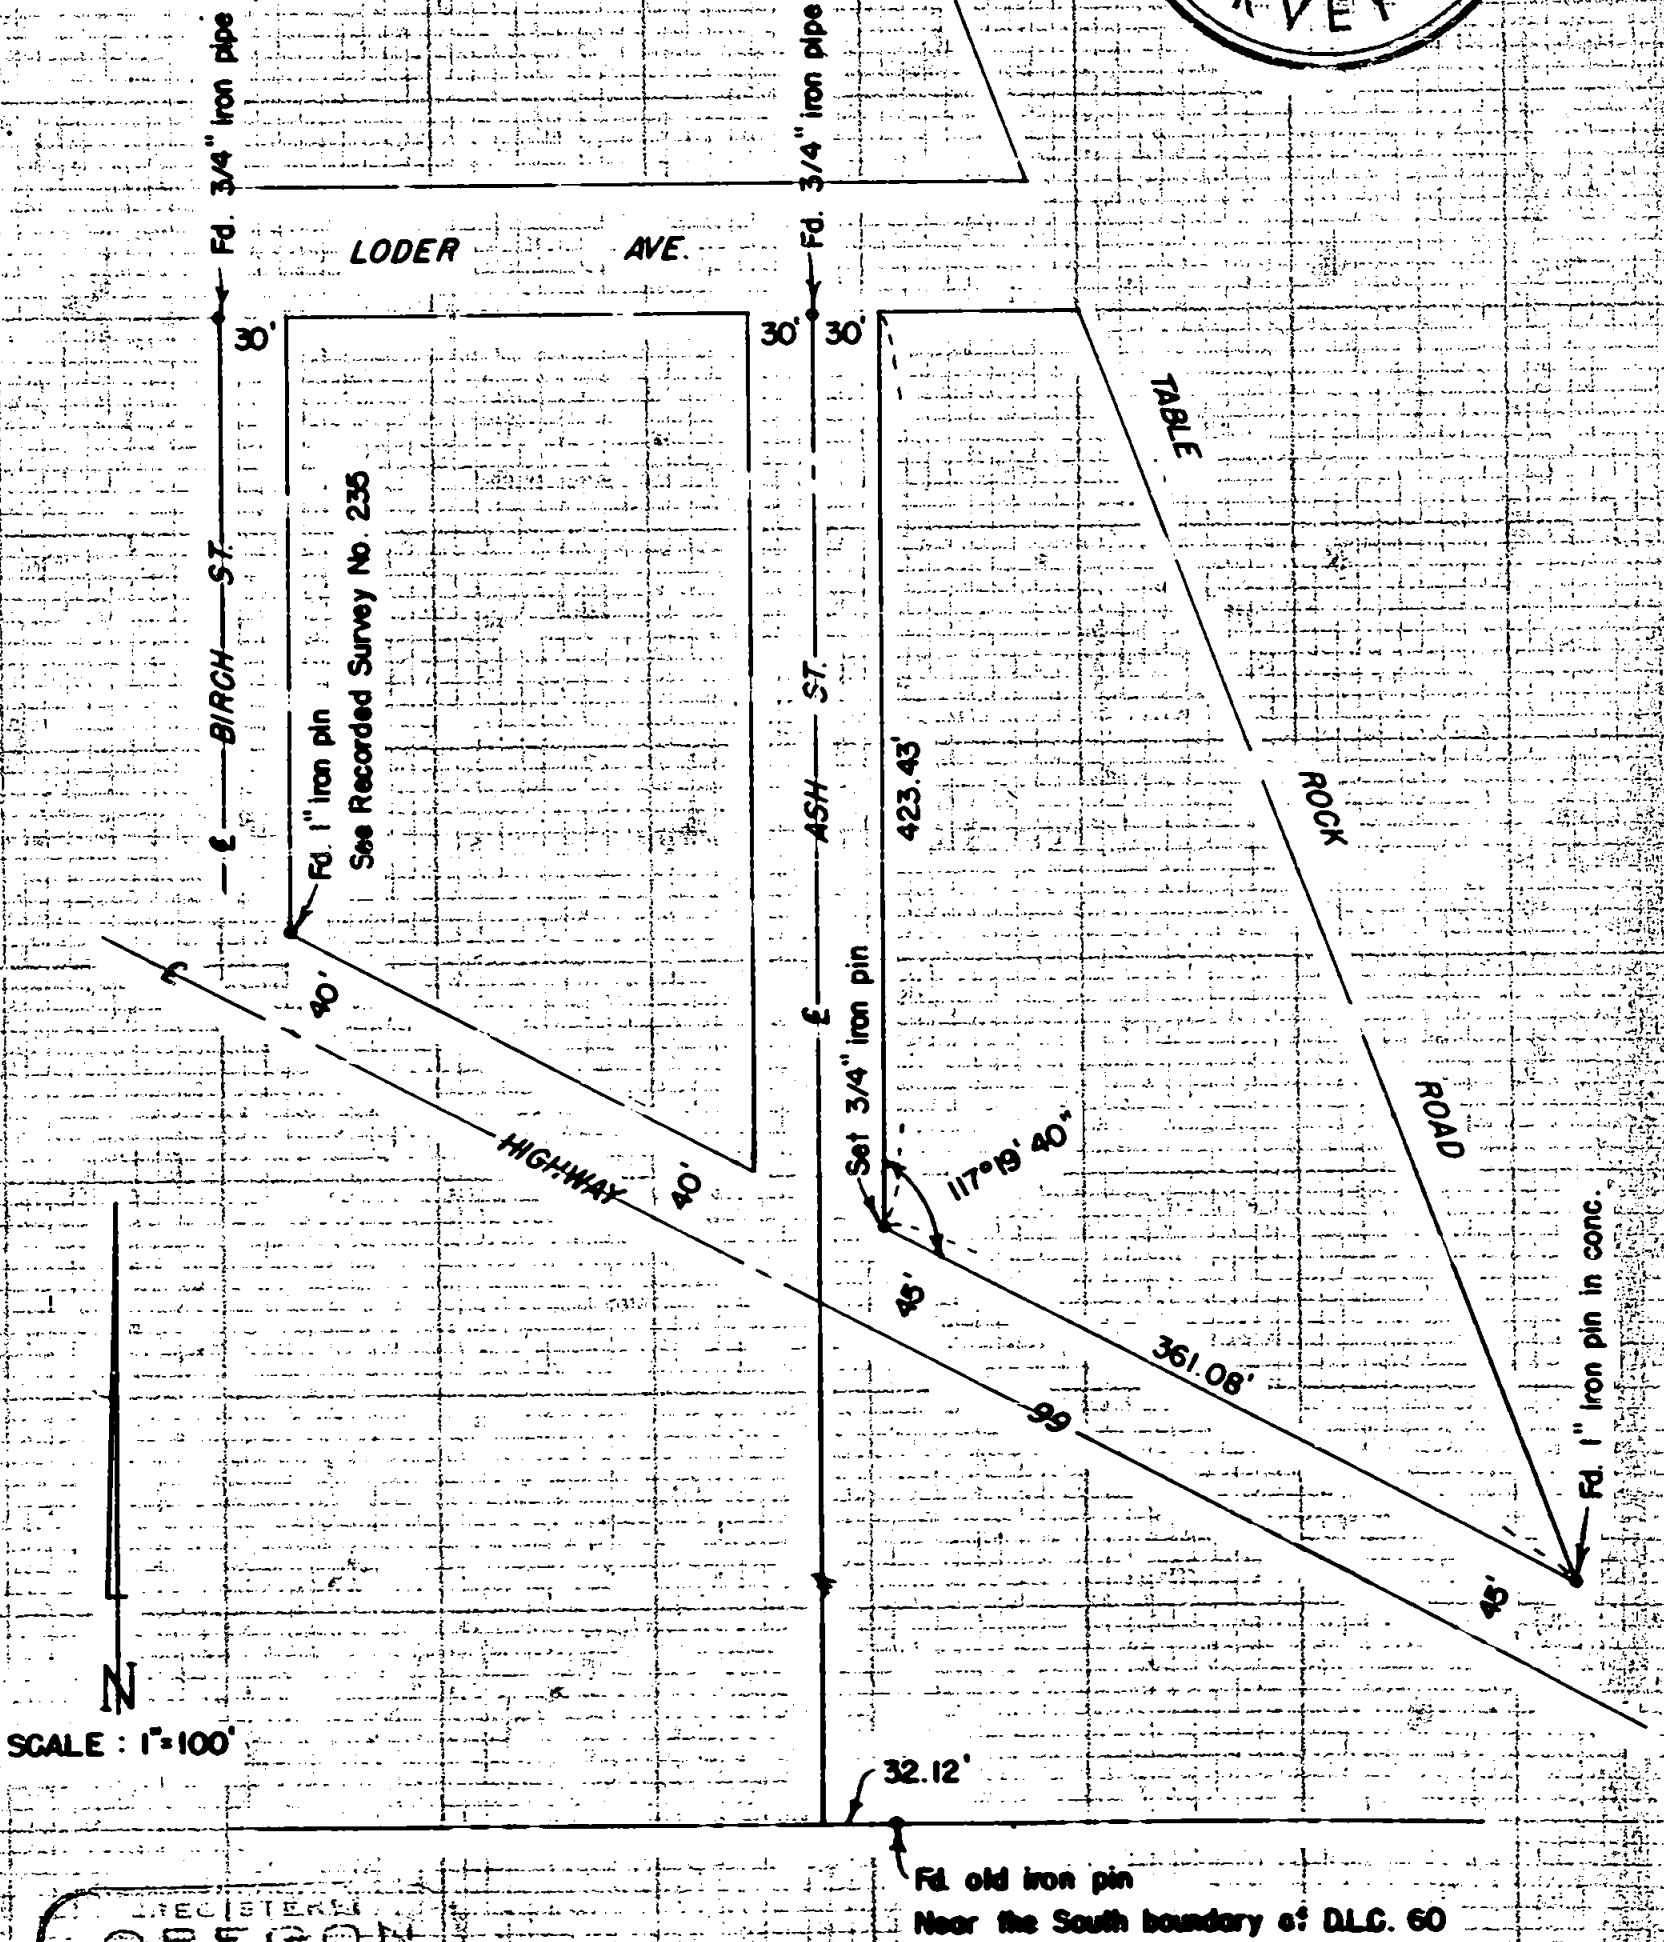 Fd. 3/4" iron pipe
Fd. 3/4" iron pipe
LODER AVE.
30'
30'
30'
TABLE ROCK ROAD
℄ BIRCH ST.
Fd. 1" iron pin
See Recorded Survey No. 235
ASH ST.
℄
423.43'
Set 3/4" iron pin
117°19' 40"
40'
40'
HIGHWAY 99
45'
361.08'
45'
Fd. 1" iron pin in conc.
N
SCALE : 1"=100'
32.12'
Fd. old iron pin
Near the South boundary of D.L.C. 60
REGISTERED
OREGON